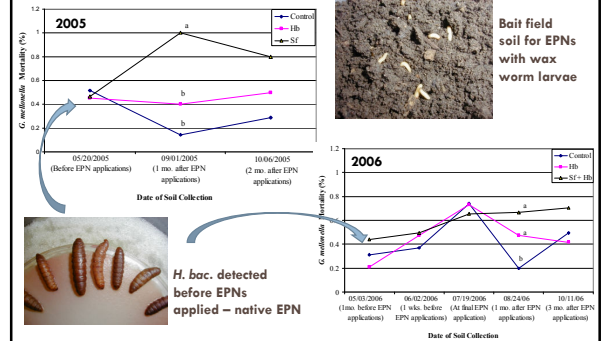 2005
G. mellonella Mortality (%)
1.2
1
0.8
0.6
0.4
0.2
0
a
b
b
Control
Hb
Sf
05/20/2005
(Before EPN applications)
09/01/2005
(1 mo. after EPN
applications)
10/06/2005
(2 mo. after EPN
applications)
Date of Soil Collection
Bait field
soil for EPNs
with wax
worm larvae
H. bac. detected
before EPNs
applied – native EPN
2006
G. mellonella Mortality (%)
1.2
1
0.8
0.6
0.4
0.2
0
a
a
b
Control
Hb
Sf + Hb
05/03/2006
(1mo. before EPN
applications)
06/02/2006
(1 wks. before
EPN applications)
07/19/2006
(At final EPN
application)
08/24/06
(1 mo. after EPN
applications)
10/11/06
(3 mo. after EPN
applications)
Date of Soil Collection